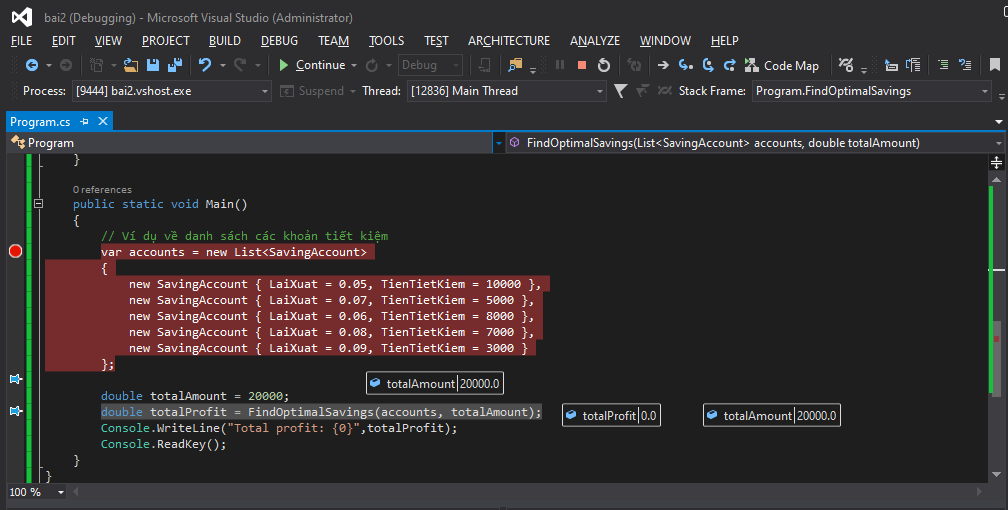 bai2 (Debugging) - Microsoft Visual Studio (Administrator)
FILE EDIT VIEW PROJECT BUILD DEBUG TEAM TOOLS TEST ARCHITECTURE ANALYZE WINDOW HELP
Continue Debug Code Map
Process: [9444] bai2.vshost.exe Suspend Thread: [12836] Main Thread Stack Frame: Program.FindOptimalSavings
Program.cs
Program FindOptimalSavings(List<SavingAccount> accounts, double totalAmount)
}
0 references
public static void Main()
{
// Ví dụ về danh sách các khoản tiết kiệm
var accounts = new List<SavingAccount>
{
new SavingAccount { LaiXuat = 0.05, TienTietKiem = 10000 },
new SavingAccount { LaiXuat = 0.07, TienTietKiem = 5000 },
new SavingAccount { LaiXuat = 0.06, TienTietKiem = 8000 },
new SavingAccount { LaiXuat = 0.08, TienTietKiem = 7000 },
new SavingAccount { LaiXuat = 0.09, TienTietKiem = 3000 }
};
totalAmount 20000.0
double totalAmount = 20000;
double totalProfit = FindOptimalSavings(accounts, totalAmount); totalProfit 0.0 totalAmount 20000.0
Console.WriteLine("Total profit: {0}",totalProfit);
Console.ReadKey();
}
}
100 %